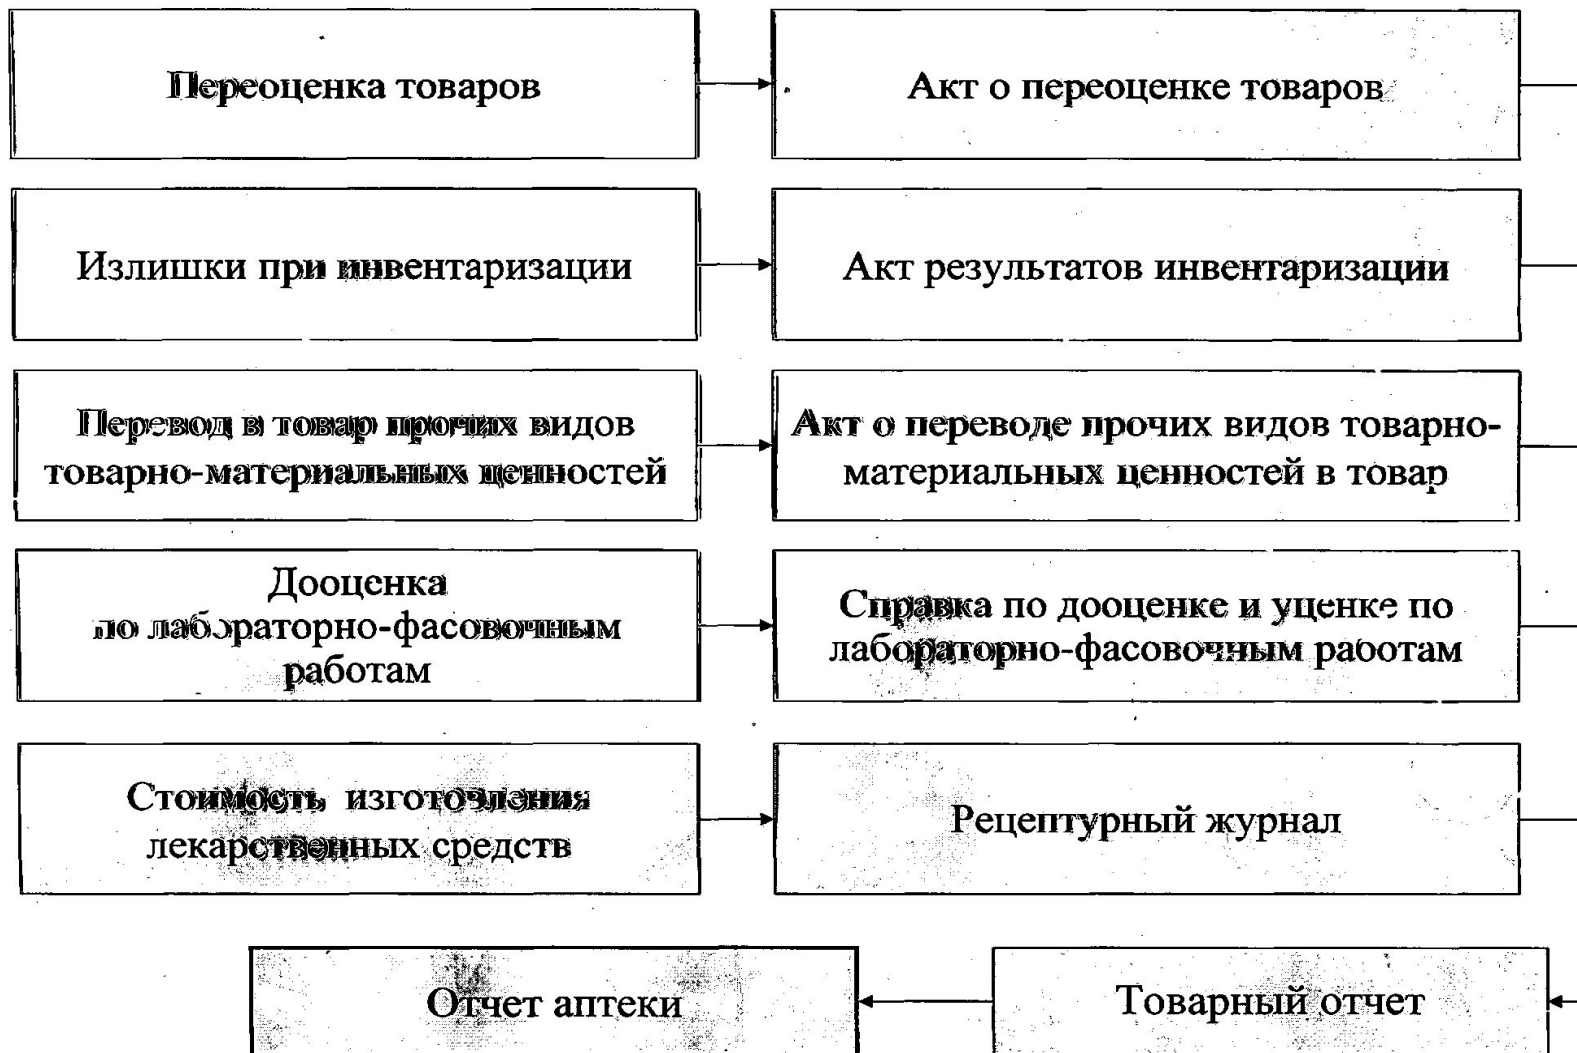 Переоценка товаров
Акт о переоценке товаров
Излишки при инвентаризации
Акт результатов инвентаризации
Перевод в товар прочих видов
товарно-материальных ценностей
Акт о переводе прочих видов товарно-
материальных ценностей в товар
Дооценка
по лабораторно-фасовочным
работам
Справка по дооценке и уценке по
лабораторно-фасовочным работам
Стоимость изготовления
лекарственных средств
Рецептурный журнал
Отчет аптеки
Товарный отчет